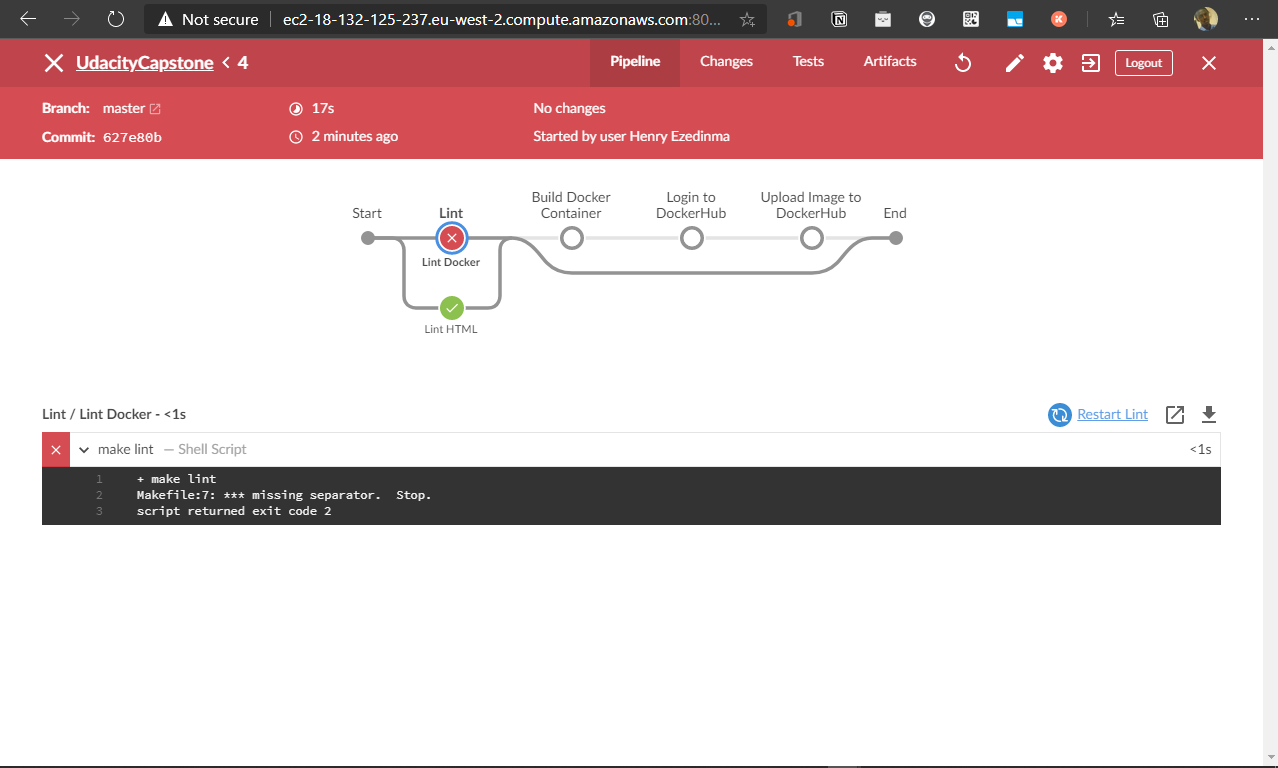 Not secure ec2-18-132-125-237.eu-west-2.compute.amazonaws.com:80...
UdacityCapstone < 4 Pipeline Changes Tests Artifacts Logout
Branch: master 17s No changes
Commit: 627e80b 2 minutes ago Started by user Henry Ezedinma
Build Docker Login to Upload Image to
Start Lint Container DockerHub DockerHub End
Lint Docker
Lint HTML
Lint / Lint Docker - <1s Restart Lint
make lint — Shell Script <1s
1 + make lint
2 Makefile:7: *** missing separator.  Stop.
3 script returned exit code 2